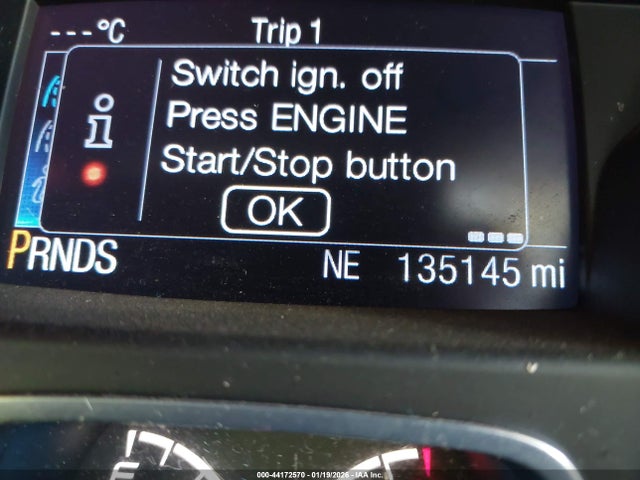 ---°C Trip 1
Switch ign. off
Press ENGINE
Start/Stop button
OK
PRNDS NE 135145 mi
000-44172570 - 01/19/2026 - IAA Inc.